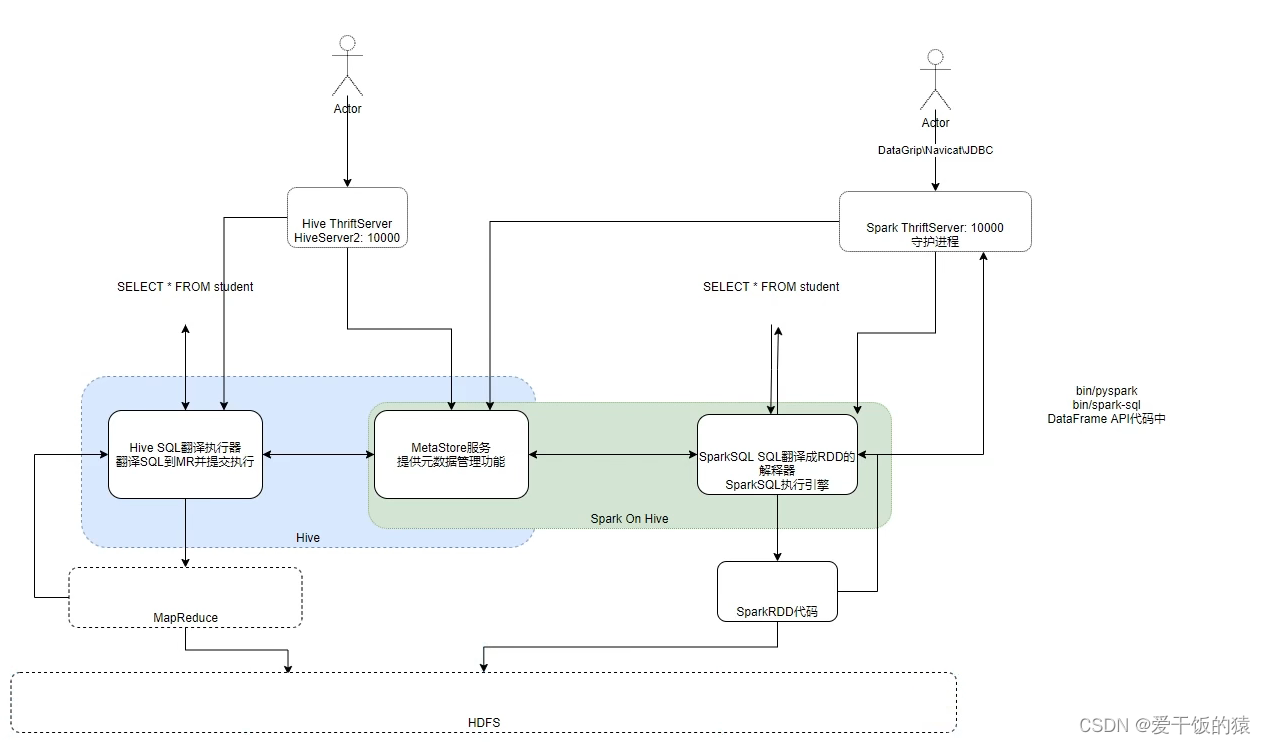 Actor
Actor
DataGrip\Navicat\JDBC
Hive ThriftServer
HiveServer2: 10000
Spark ThriftServer: 10000
守护进程
SELECT * FROM student
SELECT * FROM student
bin/pyspark
bin/spark-sql
DataFrame API代码中
Hive SQL翻译执行器
翻译SQL到MR并提交执行
MetaStore服务
提供元数据管理功能
SparkSQL SQL翻译成RDD的
解释器
SparkSQL执行引擎
Spark On Hive
Hive
MapReduce
SparkRDD代码
HDFS
CSDN @爱干饭的猿